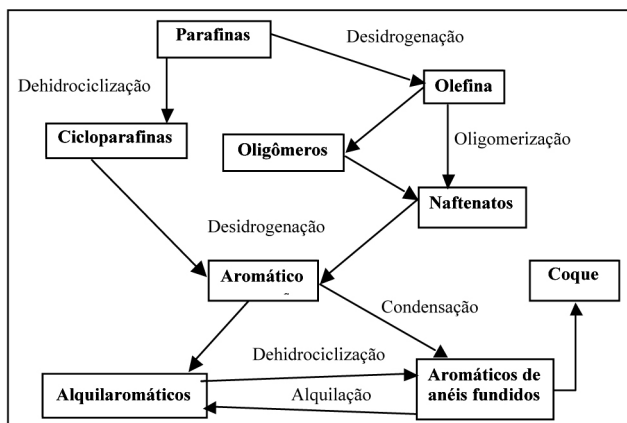 Parafinas
Desidrogenação
Dehidrociclização
Olefina
Cicloparafinas
Oligômeros
Oligomerização
Naftenatos
Desidrogenação
Aromático
Coque
Condensação
Dehidrociclização
Alquilaromáticos
Alquilação
Aromáticos de
anéis fundidos